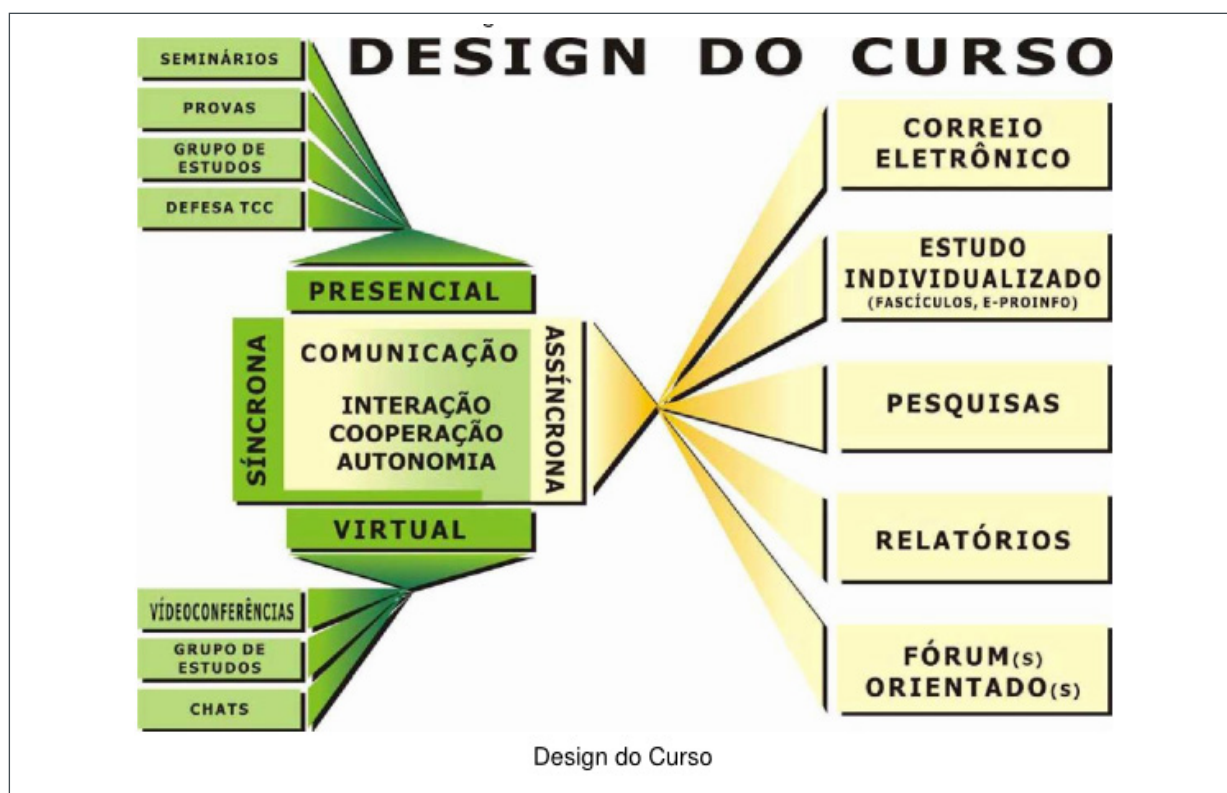 DESIGN DO CURSO
SEMINÁRIOS
PROVAS
GRUPO DE
ESTUDOS
DEFESA TCC
PRESENCIAL
SÍNCRONA
COMUNICAÇÃO
INTERAÇÃO
COOPERAÇÃO
AUTONOMIA
ASSÍNCRONA
VIRTUAL
VÍDEOCONFERÊNCIAS
GRUPO DE
ESTUDOS
CHATS
CORREIO
ELETRÔNICO
ESTUDO
INDIVIDUALIZADO
(FASCÍCULOS, E-PROINFO)
PESQUISAS
RELATÓRIOS
FÓRUM(S)
ORIENTADO(S)
Design do Curso